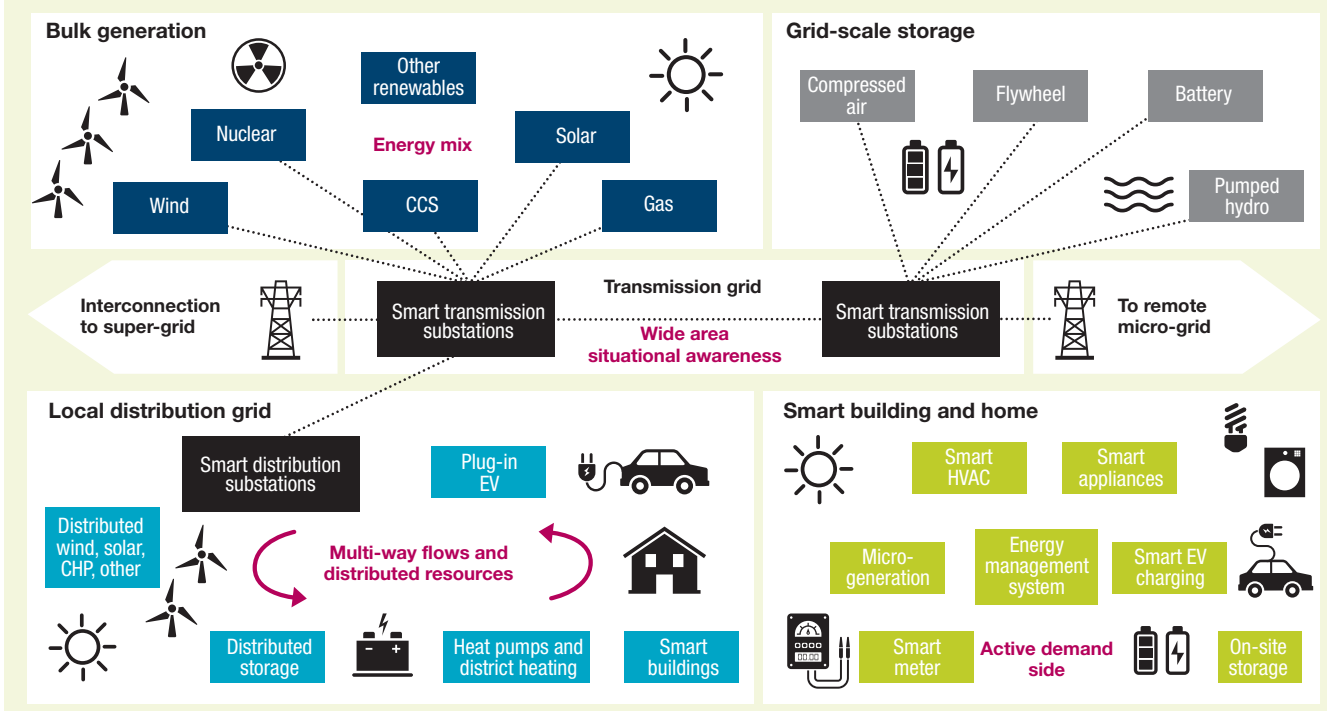 Bulk generation
Other
renewables
Nuclear
Energy mix
Solar
Wind
CCS
Gas
Grid-scale storage
Compressed
air
Flywheel
Battery
Pumped
hydro
Interconnection
to super-grid
Smart transmission
substations
Transmission grid
Wide area
situational awareness
Smart transmission
substations
To remote
micro-grid
Local distribution grid
Smart distribution
substations
Plug-in
EV
Distributed
wind, solar,
CHP, other
Multi-way flows and
distributed resources
Distributed
storage
Heat pumps and
district heating
Smart
buildings
Smart building and home
Smart
HVAC
Smart
appliances
Micro-
generation
Energy
management
system
Smart EV
charging
Smart
meter
Active demand
side
On-site
storage